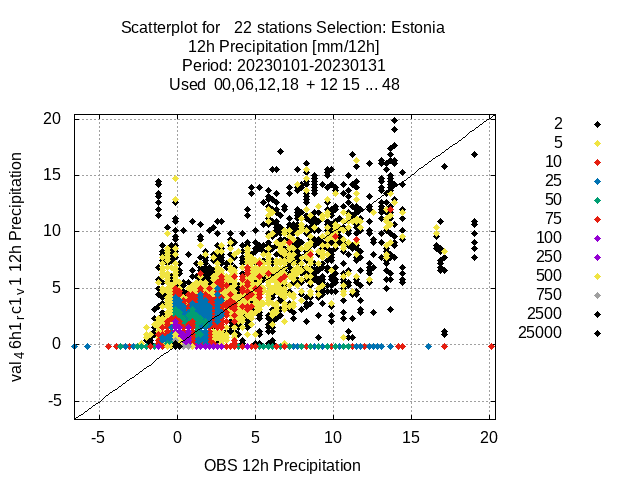 Scatterplot for 22 stations Selection: Estonia
12h Precipitation [mm/12h]
Period: 20230101-20230131
Used 00,06,12,18 + 12 15 ... 48
val4 6h1rc1v1 12h Precipitation
20
15
10
5
0
-5
-5 0 5 10 15 20
OBS 12h Precipitation
2
5
10
25
50
75
100
250
500
750
2500
25000